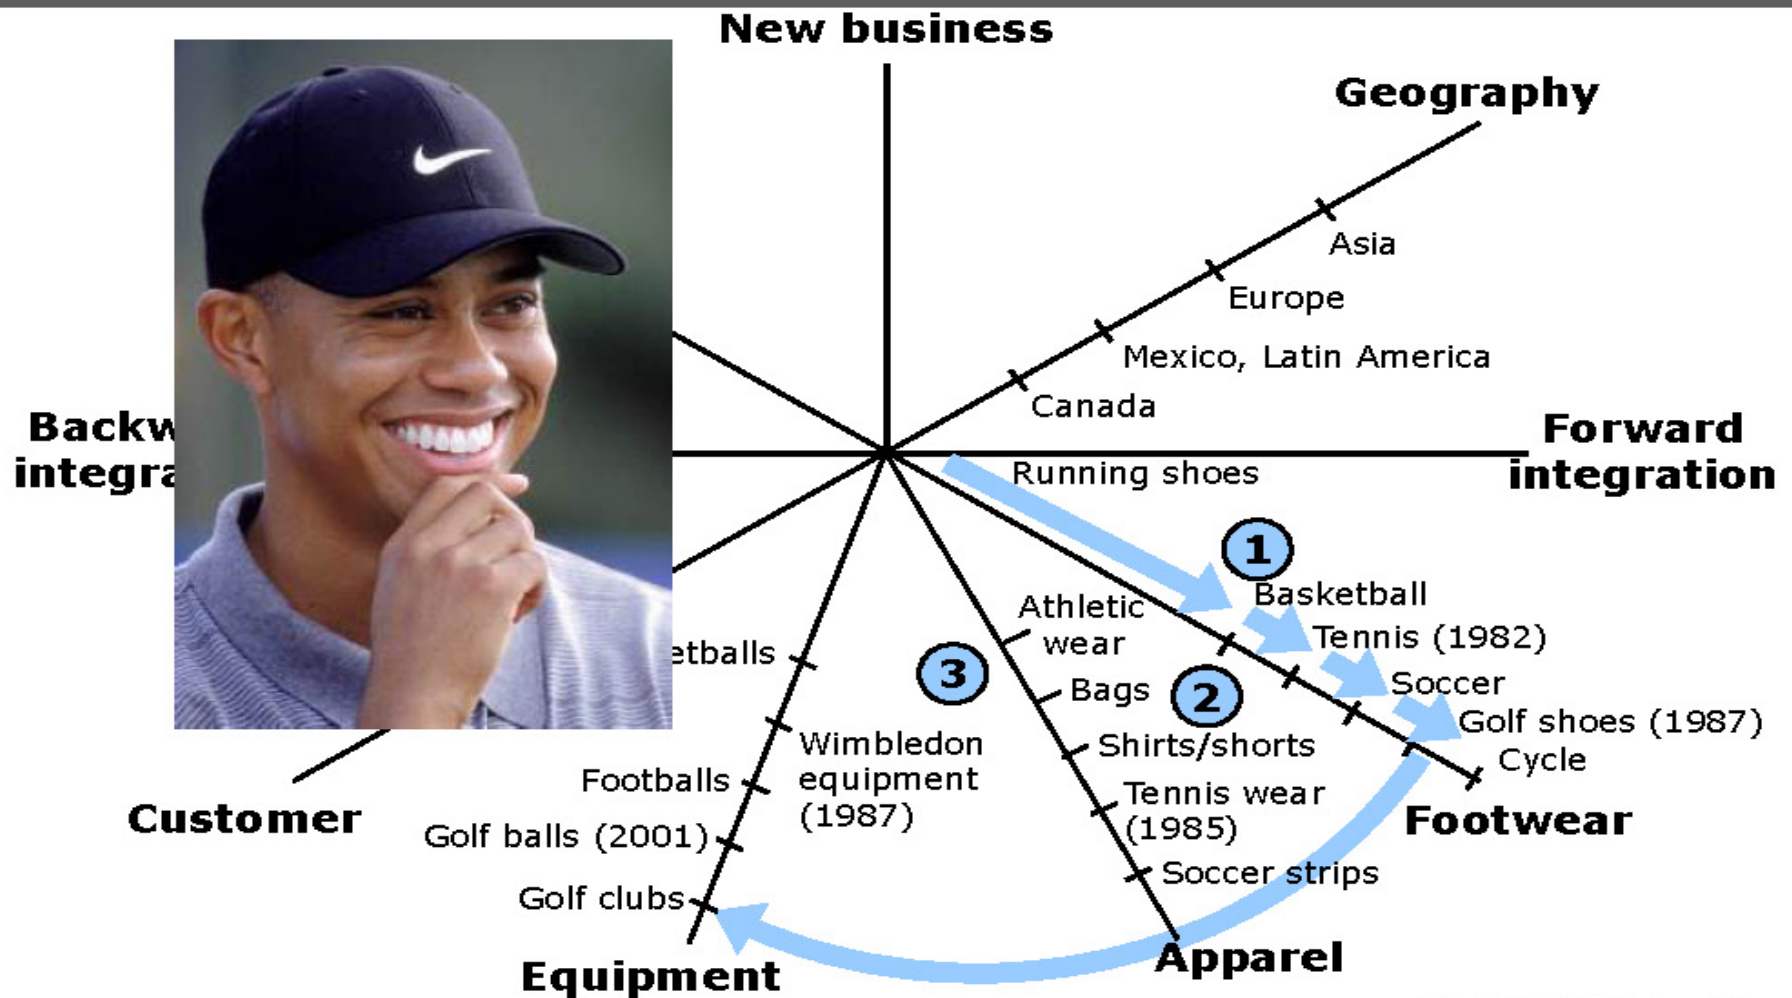 New business
Geography
Asia
Europe
Mexico, Latin America
Canada
Backw
integra
Forward
integration
Running shoes
1
Basketball
Athletic
wear
Tennis (1982)
etballs
3
Bags
2
Soccer
Golf shoes (1987)
Wimbledon
equipment
(1987)
Shirts/shorts
Cycle
Footballs
Tennis wear
(1985)
Customer
Footwear
Golf balls (2001)
Soccer strips
Golf clubs
Apparel
Equipment